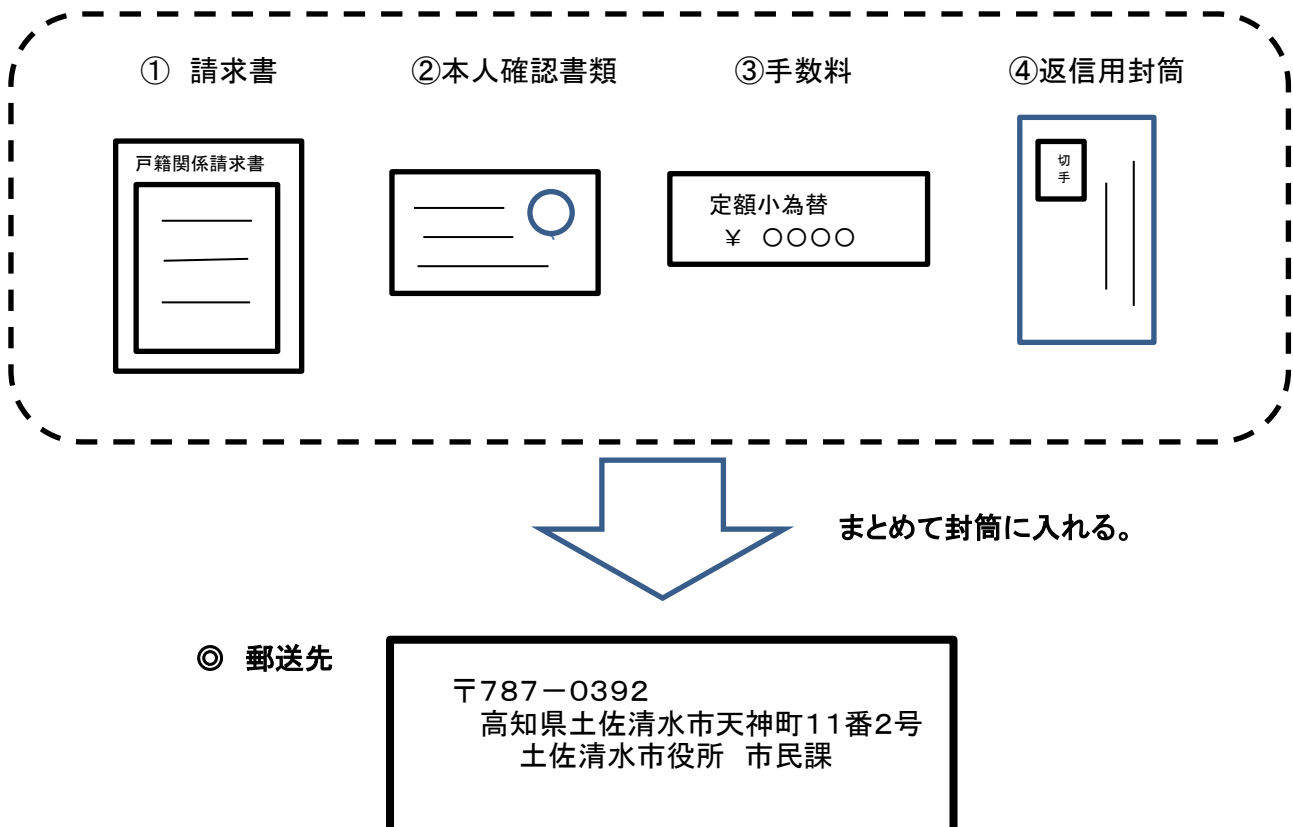 ① 請求書
②本人確認書類
③手数料
④返信用封筒
戸籍関係請求書
定額小為替
￥ ○○○○
切手
まとめて封筒に入れる。
◎ 郵送先
〒787－0392
高知県土佐清水市天神町11番2号
土佐清水市役所 市民課